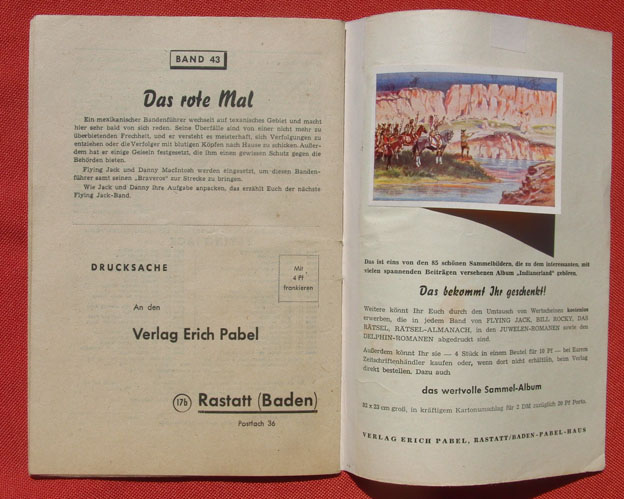 BAND 43
Das rote Mal
Ein mexikanischer Bandenführer wechselt auf texanisches Gebiet und macht
hier sehr bald von sich reden. Seine Überfälle sind von einer nicht mehr zu
überbietenden Frechheit, und er versteht es meisterhaft, sich Verfolgungen zu
entziehen oder die Verfolger mit blutigen Köpfen nach Hause zu schicken. Außer-
dem hat er einige Geiseln festgesetzt, die ihm einen gewissen Schutz gegen die
Behörden bieten.
Flying Jack und Danny MacIntosh werden eingesetzt, um diesen Banden-
führer samt seinen „Braveros" zur Strecke zu bringen.
Wie Jack und Danny ihre Aufgabe anpacken, das erzählt Euch der nächste
Flying Jack-Band.
DRUCKSACHE
Mit
4 Pf
frankieren
An den
Verlag Erich Pabel
17b Rastatt (Baden)
Postfach 36
Das ist eins von den 85 schönen Sammelbildern, die zu dem interessanten, mit
vielen spannenden Beiträgen versehenen Album „Indianerland" gehören.
Das bekommt Ihr geschenkt!
Weitere könnt Ihr Euch durch den Umtausch von Wertscheinen kostenlos
erwerben, die in jedem Band von FLYING JACK, BILL ROCKY, DAS
RÄTSEL, RÄTSEL-ALMANACH, in den JUWELEN-ROMANEN sowie den
DELPHIN-ROMANEN abgedruckt sind.
Außerdem könnt Ihr sie — 4 Stück in einem Beutel für 10 Pf — bei Eurem
Zeitschriftenhändler kaufen oder, wenn dort nicht erhältlich, beim Verlag
direkt bestellen. Dazu auch
das wertvolle Sammel-Album
32 x 23 cm groß, in kräftigem Kartonumschlag für 2 DM zuzüglich 20 Pf Porto.
VERLAG ERICH PABEL, RASTATT/BADEN-PABEL-HAUS